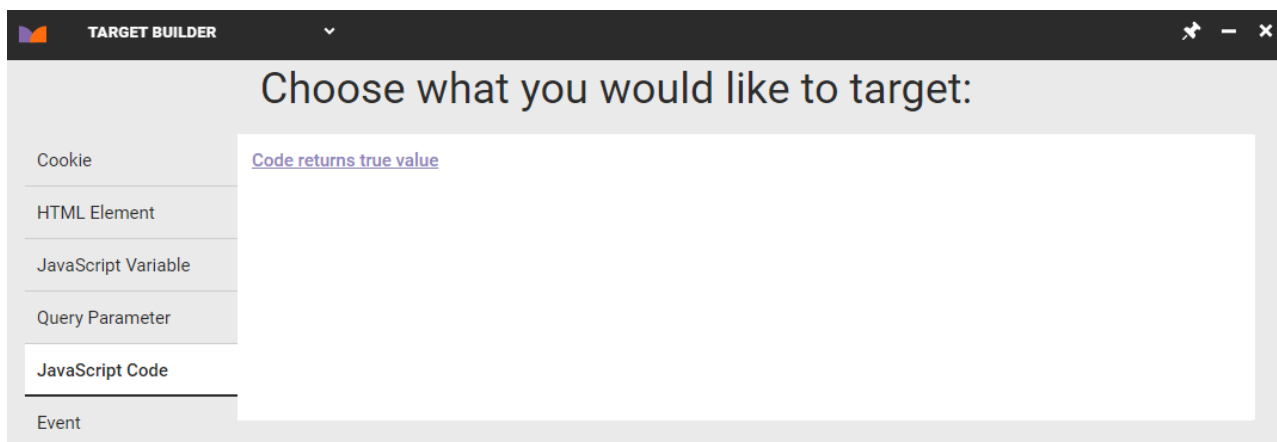 TARGET BUILDER
Choose what you would like to target:
Cookie
Code returns true value
HTML Element
JavaScript Variable
Query Parameter
JavaScript Code
Event